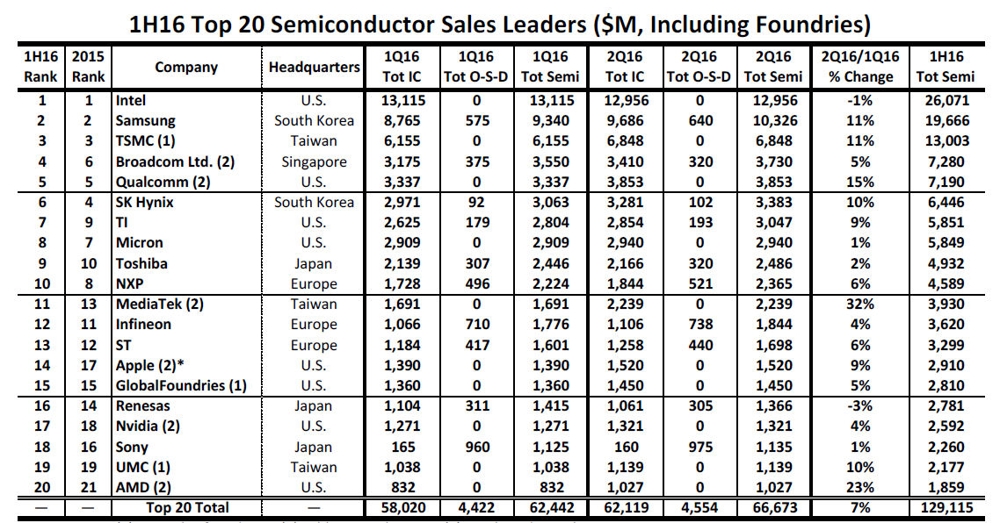 1H16 Top 20 Semiconductor Sales Leaders ($M, Including Foundries)
1H16 Rank 2015 Rank Company Headquarters 1Q16 Tot IC 1Q16 Tot O-S-D 1Q16 Tot Semi 2Q16 Tot IC 2Q16 Tot O-S-D 2Q16 Tot Semi 2Q16/1Q16 % Change 1H16 Tot Semi
1 1 Intel U.S. 13,115 0 13,115 12,956 0 12,956 -1% 26,071
2 2 Samsung South Korea 8,765 575 9,340 9,686 640 10,326 11% 19,666
3 3 TSMC (1) Taiwan 6,155 0 6,155 6,848 0 6,848 11% 13,003
4 6 Broadcom Ltd. (2) Singapore 3,175 375 3,550 3,410 320 3,730 5% 7,280
5 5 Qualcomm (2) U.S. 3,337 0 3,337 3,853 0 3,853 15% 7,190
6 4 SK Hynix South Korea 2,971 92 3,063 3,281 102 3,383 10% 6,446
7 9 TI U.S. 2,625 179 2,804 2,854 193 3,047 9% 5,851
8 7 Micron U.S. 2,909 0 2,909 2,940 0 2,940 1% 5,849
9 10 Toshiba Japan 2,139 307 2,446 2,166 320 2,486 2% 4,932
10 8 NXP Europe 1,728 496 2,224 1,844 521 2,365 6% 4,589
11 13 MediaTek (2) Taiwan 1,691 0 1,691 2,239 0 2,239 32% 3,930
12 11 Infineon Europe 1,066 710 1,776 1,106 738 1,844 4% 3,620
13 12 ST Europe 1,184 417 1,601 1,258 440 1,698 6% 3,299
14 17 Apple (2)* U.S. 1,390 0 1,390 1,520 0 1,520 9% 2,910
15 15 GlobalFoundries (1) U.S. 1,360 0 1,360 1,450 0 1,450 5% 2,810
16 14 Renesas Japan 1,104 311 1,415 1,061 305 1,366 -3% 2,781
17 18 Nvidia (2) U.S. 1,271 0 1,271 1,321 0 1,321 4% 2,592
18 16 Sony Japan 165 960 1,125 160 975 1,135 1% 2,260
19 19 UMC (1) Taiwan 1,038 0 1,038 1,139 0 1,139 10% 2,177
20 21 AMD (2) U.S. 832 0 832 1,027 0 1,027 23% 1,859
— — Top 20 Total — 58,020 4,422 62,442 62,119 4,554 66,673 7% 129,115